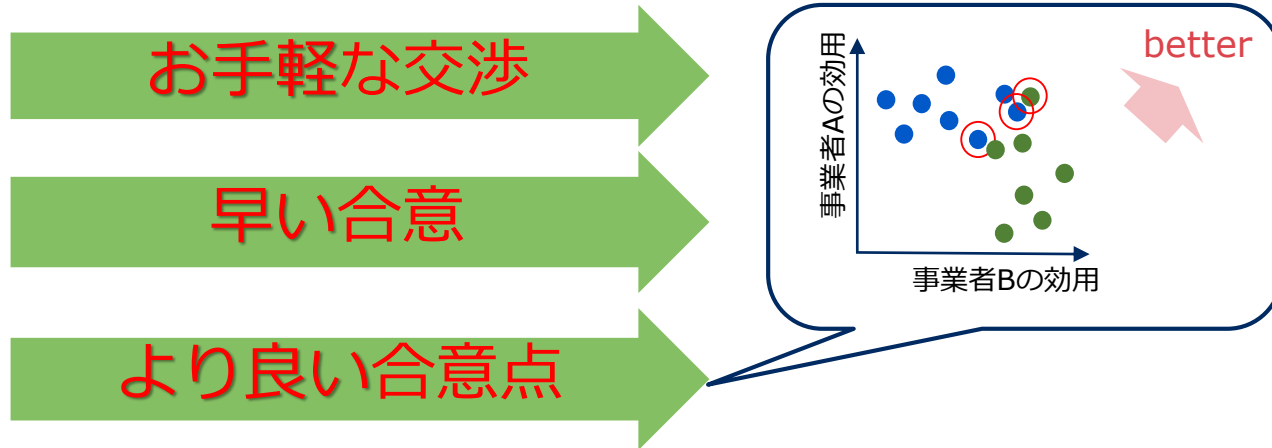 お手軽な交渉
早い合意
より良い合意点
better
事業者Aの効用
事業者Bの効用